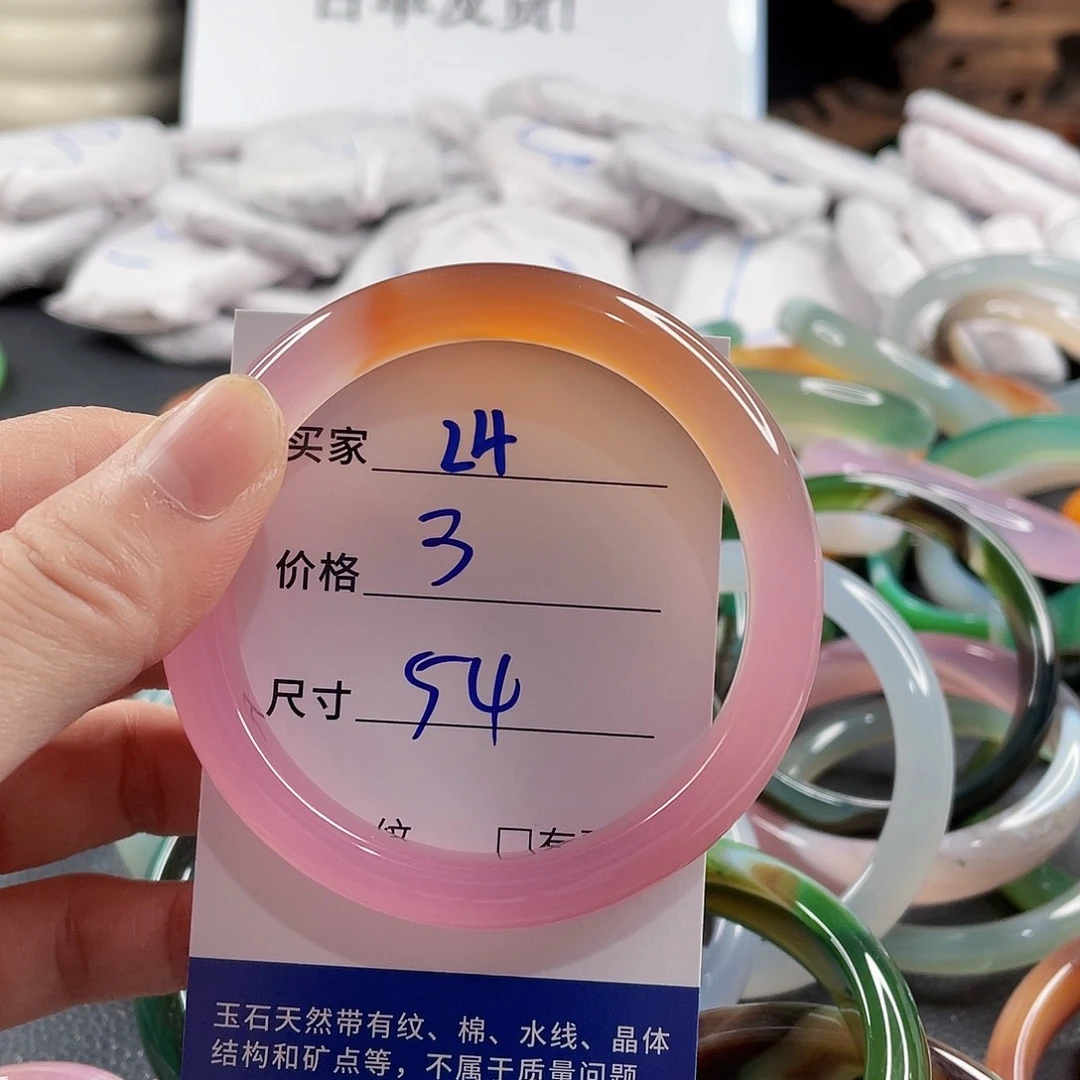 买家 24
价格 3
尺寸 54
玉石天然带有纹、棉、水线、晶体
结构和矿点等，不属于质量问题